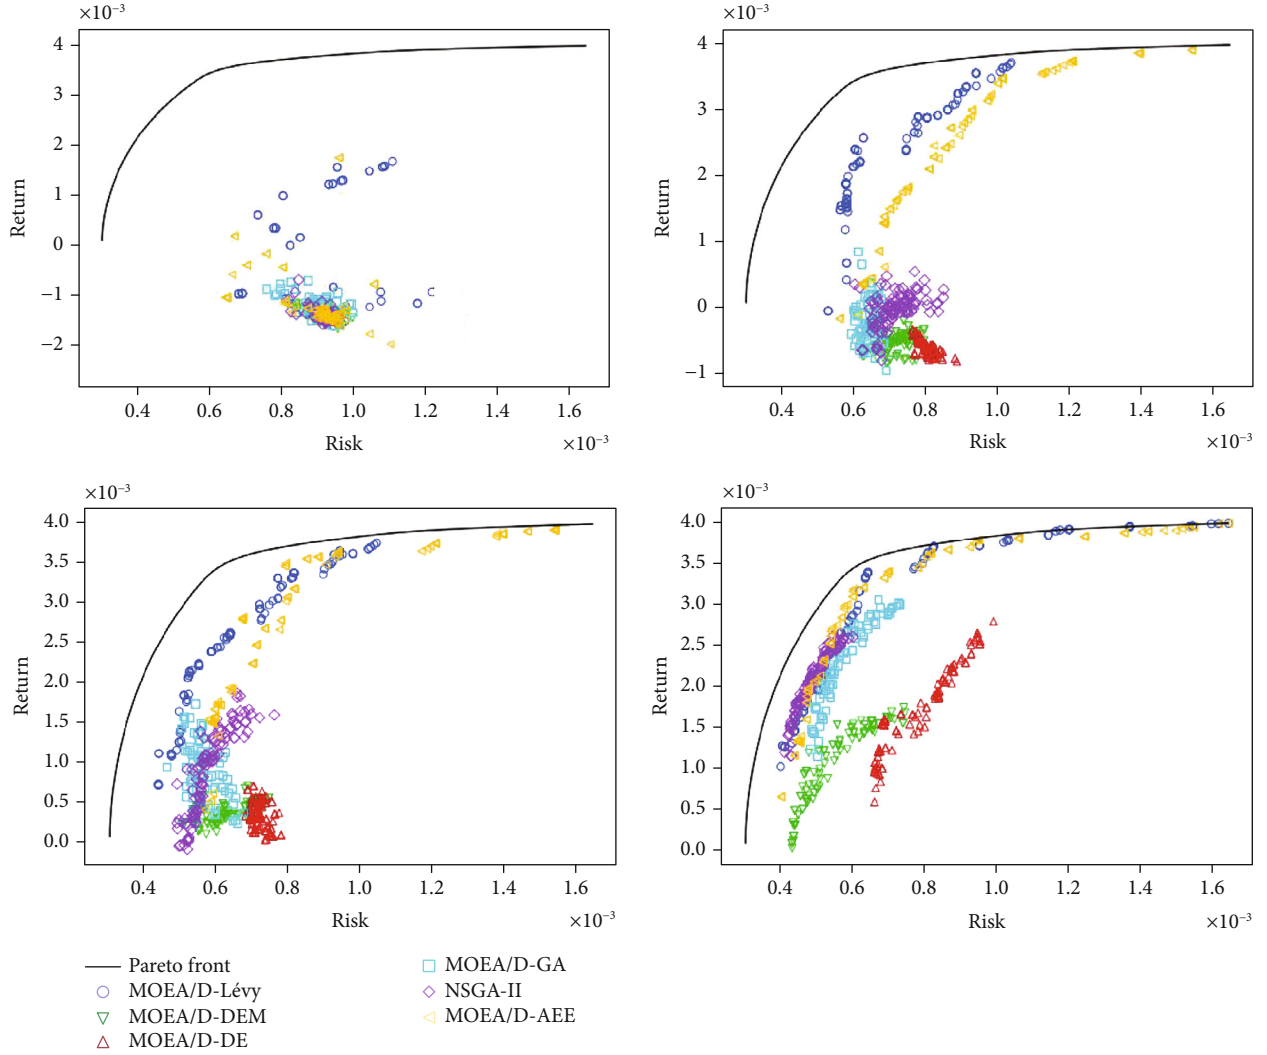 ×10⁻³
4
3
2
1
0
−1
−2
Return
0.4 0.6 0.8 1.0 1.2 1.4 1.6
×10⁻³
Risk
×10⁻³
4
3
2
1
0
−1
Return
0.4 0.6 0.8 1.0 1.2 1.4 1.6
×10⁻³
Risk
×10⁻³
4.0
3.5
3.0
2.5
2.0
1.5
1.0
0.5
0.0
Return
0.4 0.6 0.8 1.0 1.2 1.4 1.6
×10⁻³
Risk
×10⁻³
4.0
3.5
3.0
2.5
2.0
1.5
1.0
0.5
0.0
Return
0.4 0.6 0.8 1.0 1.2 1.4 1.6
×10⁻³
Risk
Pareto front
MOEA/D-Lévy
MOEA/D-DEM
MOEA/D-DE
MOEA/D-GA
NSGA-II
MOEA/D-AEE